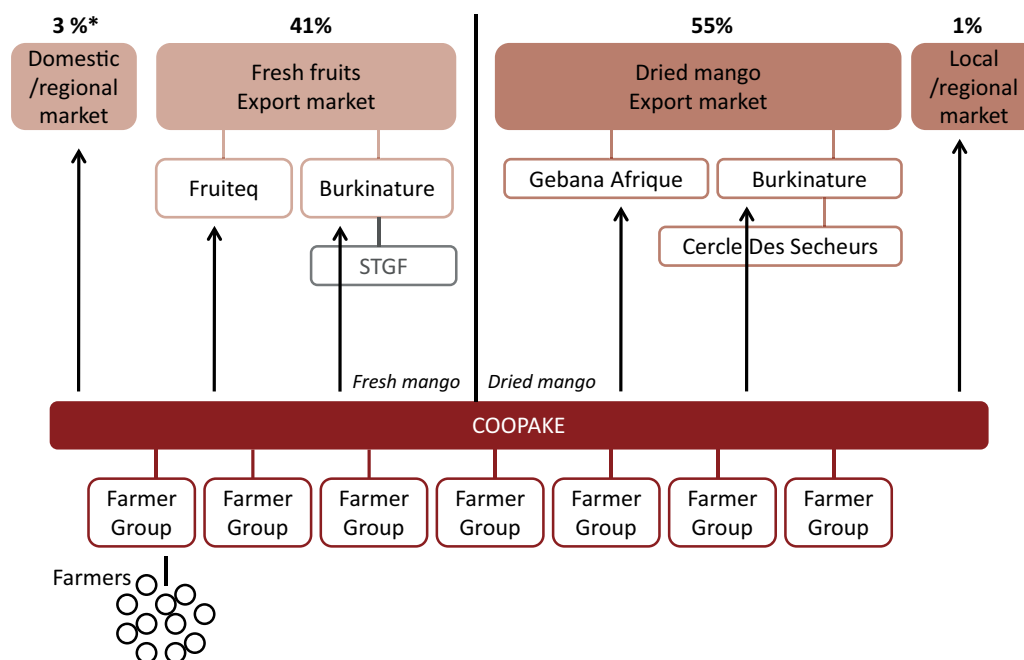 3 %*
41%
55%
1%
Domestic
/regional
market
Fresh fruits
Export market
Dried mango
Export market
Local
/regional
market
Fruiteq
Burkinature
Gebana Afrique
Burkinature
STGF
Cercle Des Secheurs
Fresh mango
Dried mango
COOPAKE
Farmer
Group
Farmer
Group
Farmer
Group
Farmer
Group
Farmer
Group
Farmer
Group
Farmer
Group
Farmers